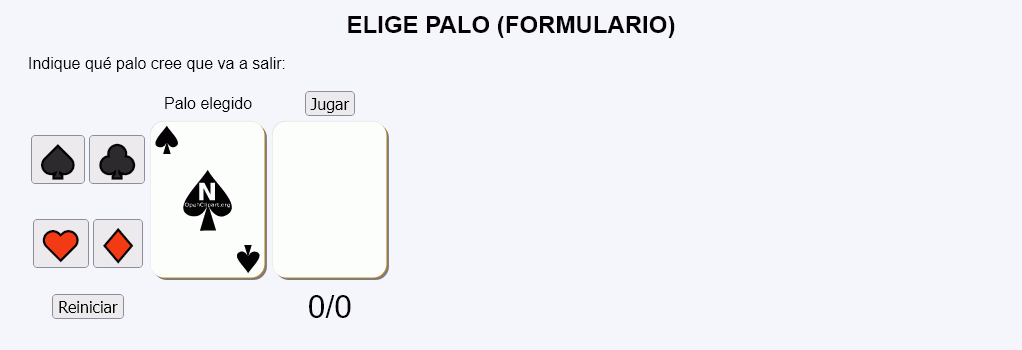 ELIGE PALO (FORMULARIO)
Indique qué palo cree que va a salir:
Palo elegido
Jugar
N
OpenClipart.org
Reiniciar
0/0